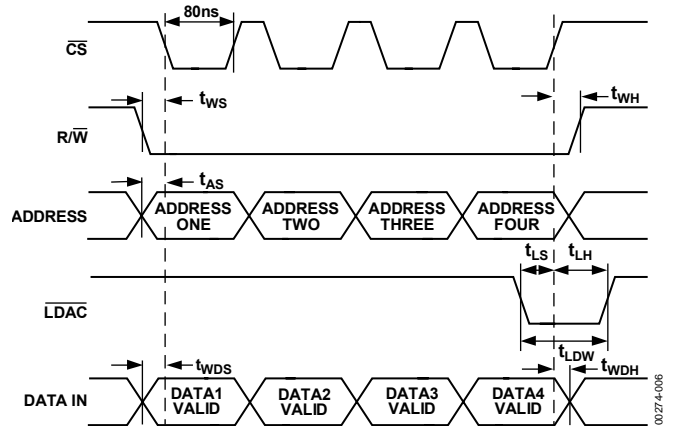 80ns
CS
tWS
tWH
R/W
tAS
ADDRESS
ADDRESS ONE
ADDRESS TWO
ADDRESS THREE
ADDRESS FOUR
tLS
tLH
LDAC
tLDW
tWDS
tWDH
DATA IN
DATA1 VALID
DATA2 VALID
DATA3 VALID
DATA4 VALID
00274-006